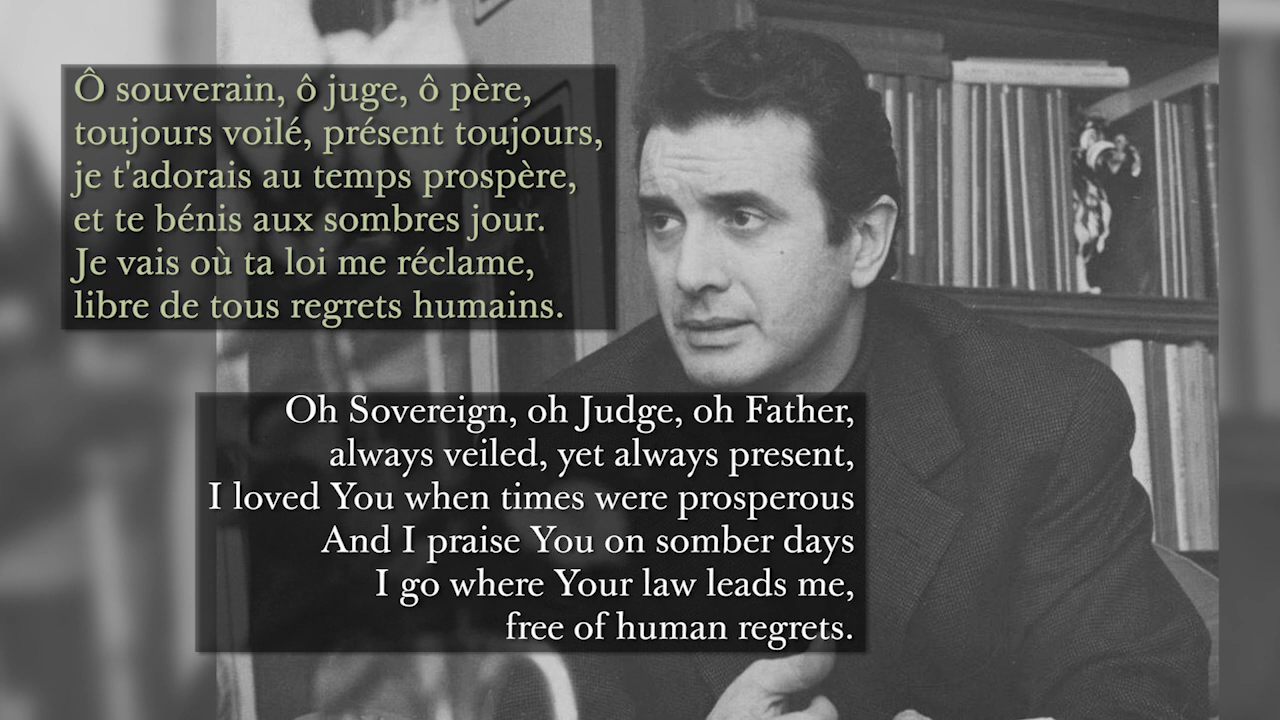 Ô souverain, ô juge, ô père,
toujours voilé, présent toujours,
je t'adorais au temps prospère,
et te bénis aux sombres jour.
Je vais où ta loi me réclame,
libre de tous regrets humains.
Oh Sovereign, oh Judge, oh Father,
always veiled, yet always present,
I loved You when times were prosperous
And I praise You on somber days
I go where Your law leads me,
free of human regrets.